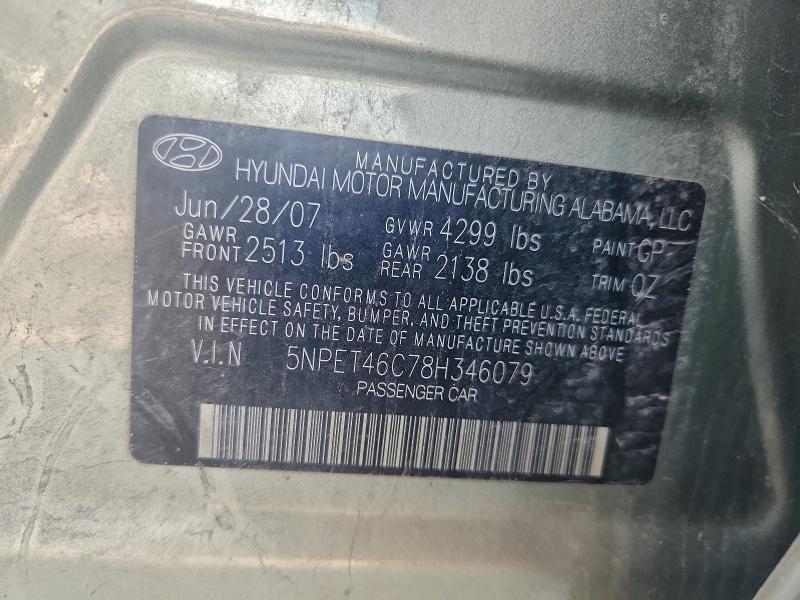 MANUFACTURED BY
HYUNDAI MOTOR MANUFACTURING ALABAMA, LLC
Jun/28/07 GVWR 4299 lbs PAINT GP
GAWR FRONT 2513 lbs GAWR REAR 2138 lbs TRIM QZ
THIS VEHICLE CONFORMS TO ALL APPLICABLE U.S.A. FEDERAL
MOTOR VEHICLE SAFETY, BUMPER, AND THEFT PREVENTION STANDARDS
IN EFFECT ON THE DATE OF MANUFACTURE SHOWN ABOVE
V.I.N 5NPET46C78H346079
PASSENGER CAR